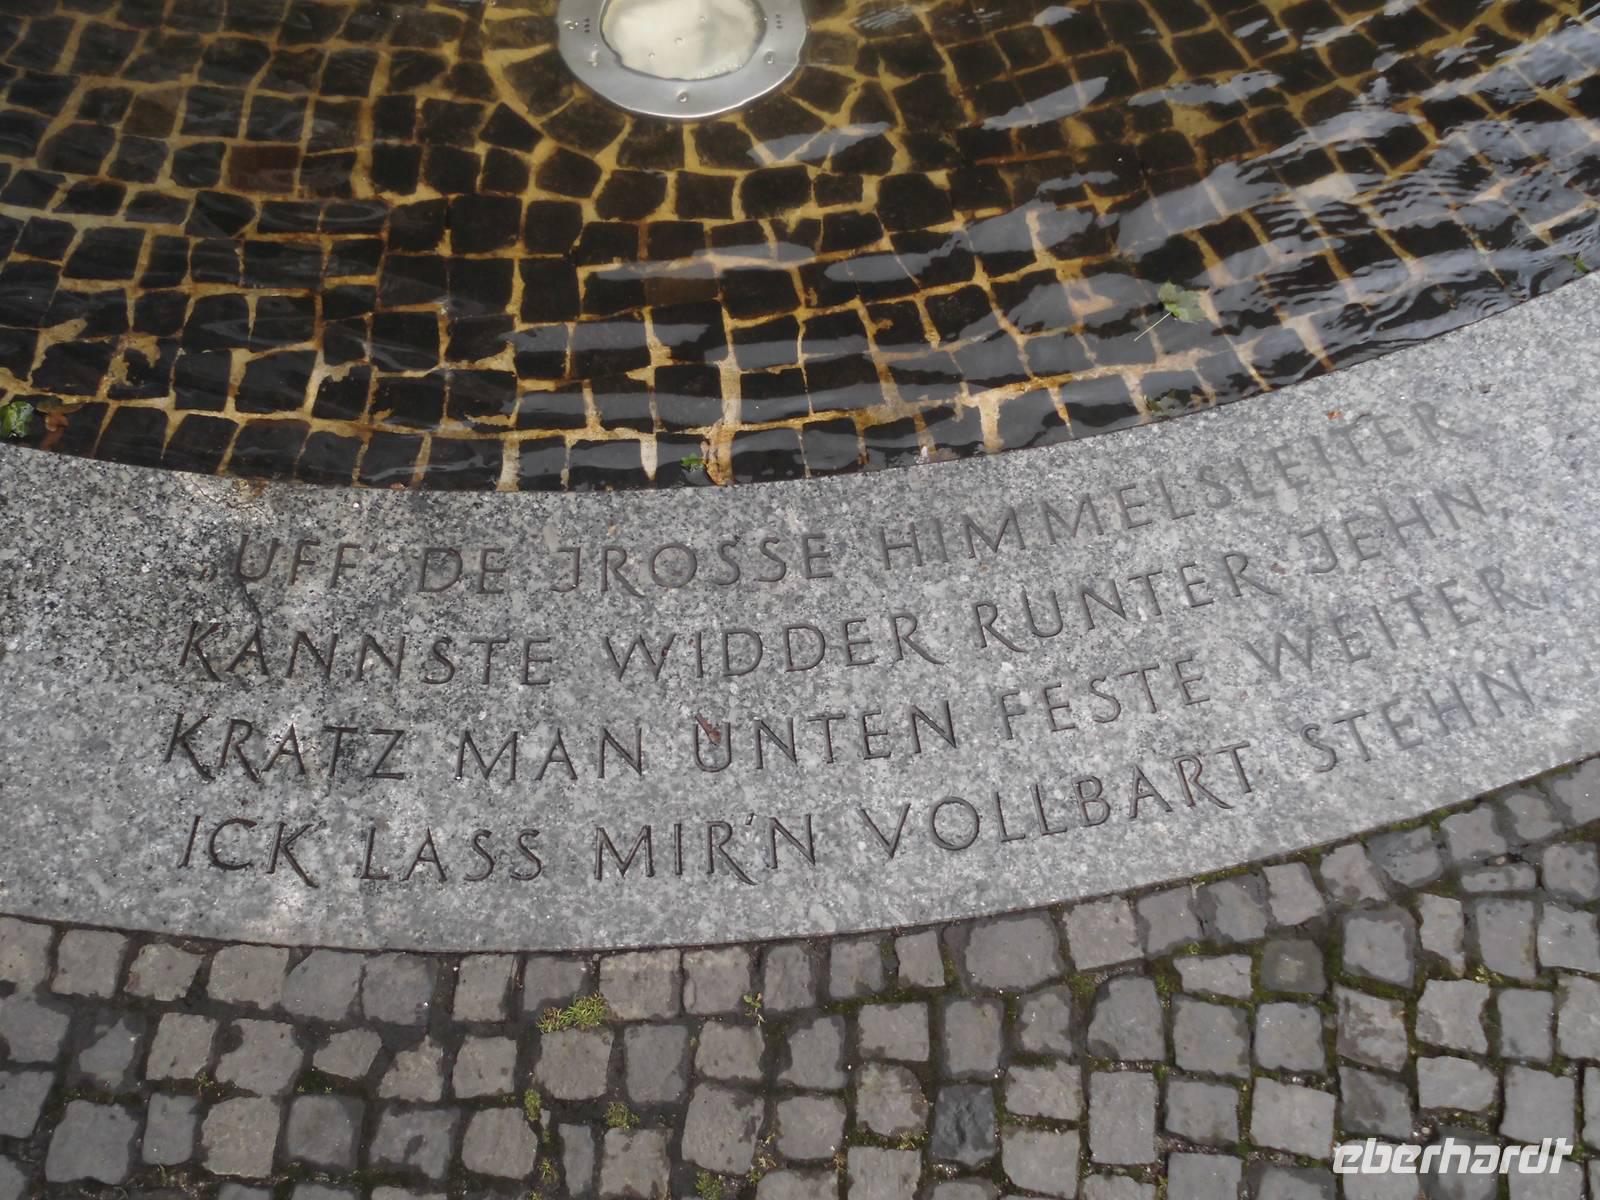 „UFF' DE JROSSE HIMMELSLEITER
KANNSTE WIDDER RUNTER JEHN
KRATZ MAN UNTEN FESTE WEITER
ICK LASS MIR'N VOLLBART STEHN"
eberhardt